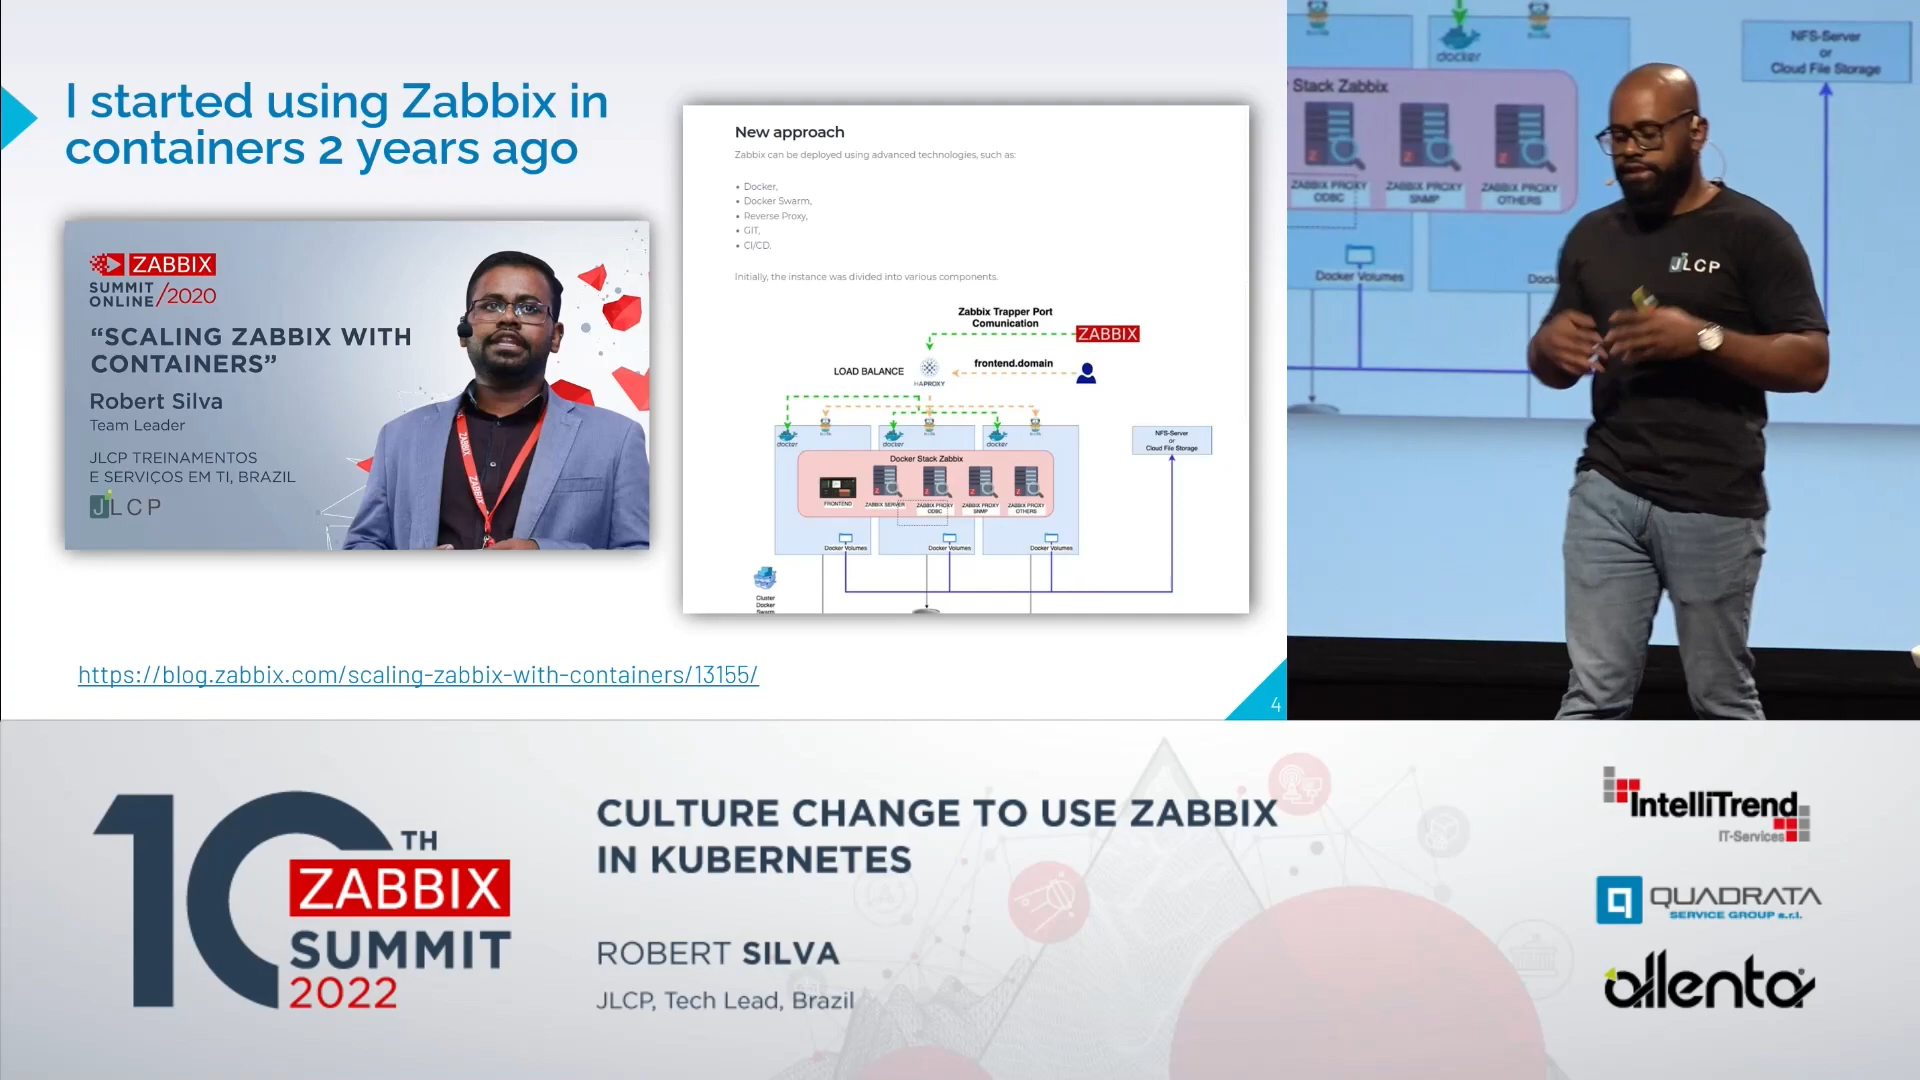 I started using Zabbix in
containers 2 years ago
ZABBIX
SUMMIT
ONLINE /2020
“SCALING ZABBIX WITH
CONTAINERS”
Robert Silva
Team Leader
JLCP TREINAMENTOS
E SERVIÇOS EM TI, BRAZIL
JLCP
ZABBIX
New approach
Zabbix can be deployed using advanced technologies, such as:
• Docker,
• Docker Swarm,
• Reverse Proxy,
• GIT,
• CI/CD.
Initially, the instance was divided into various components.
Zabbix Trapper Port
Comunication
ZABBIX
LOAD BALANCE
HAPROXY
frontend.domain
docker
docker
docker
NFS-Server
or
Cloud File Storage
Docker Stack Zabbix
FRONTEND
ZABBIX SERVER
ZABBIX PROXY
ODBC
ZABBIX PROXY
SNMP
ZABBIX PROXY
OTHERS
Docker Volumes
Docker Volumes
Docker Volumes
Cluster
Docker
Swarm
https://blog.zabbix.com/scaling-zabbix-with-containers/13155/
4
docker
NFS-Server
or
Cloud File Storage
Stack Zabbix
ZABBIX PROXY
ODBC
ZABBIX PROXY
SNMP
ZABBIX PROXY
OTHERS
Docker Volumes
JLCP
10TH
ZABBIX
SUMMIT
2022
CULTURE CHANGE TO USE ZABBIX
IN KUBERNETES
ROBERT SILVA
JLCP, Tech Lead, Brazil
IntelliTrend
IT-Services
QUADRATA
SERVICE GROUP s.r.l.
allenta